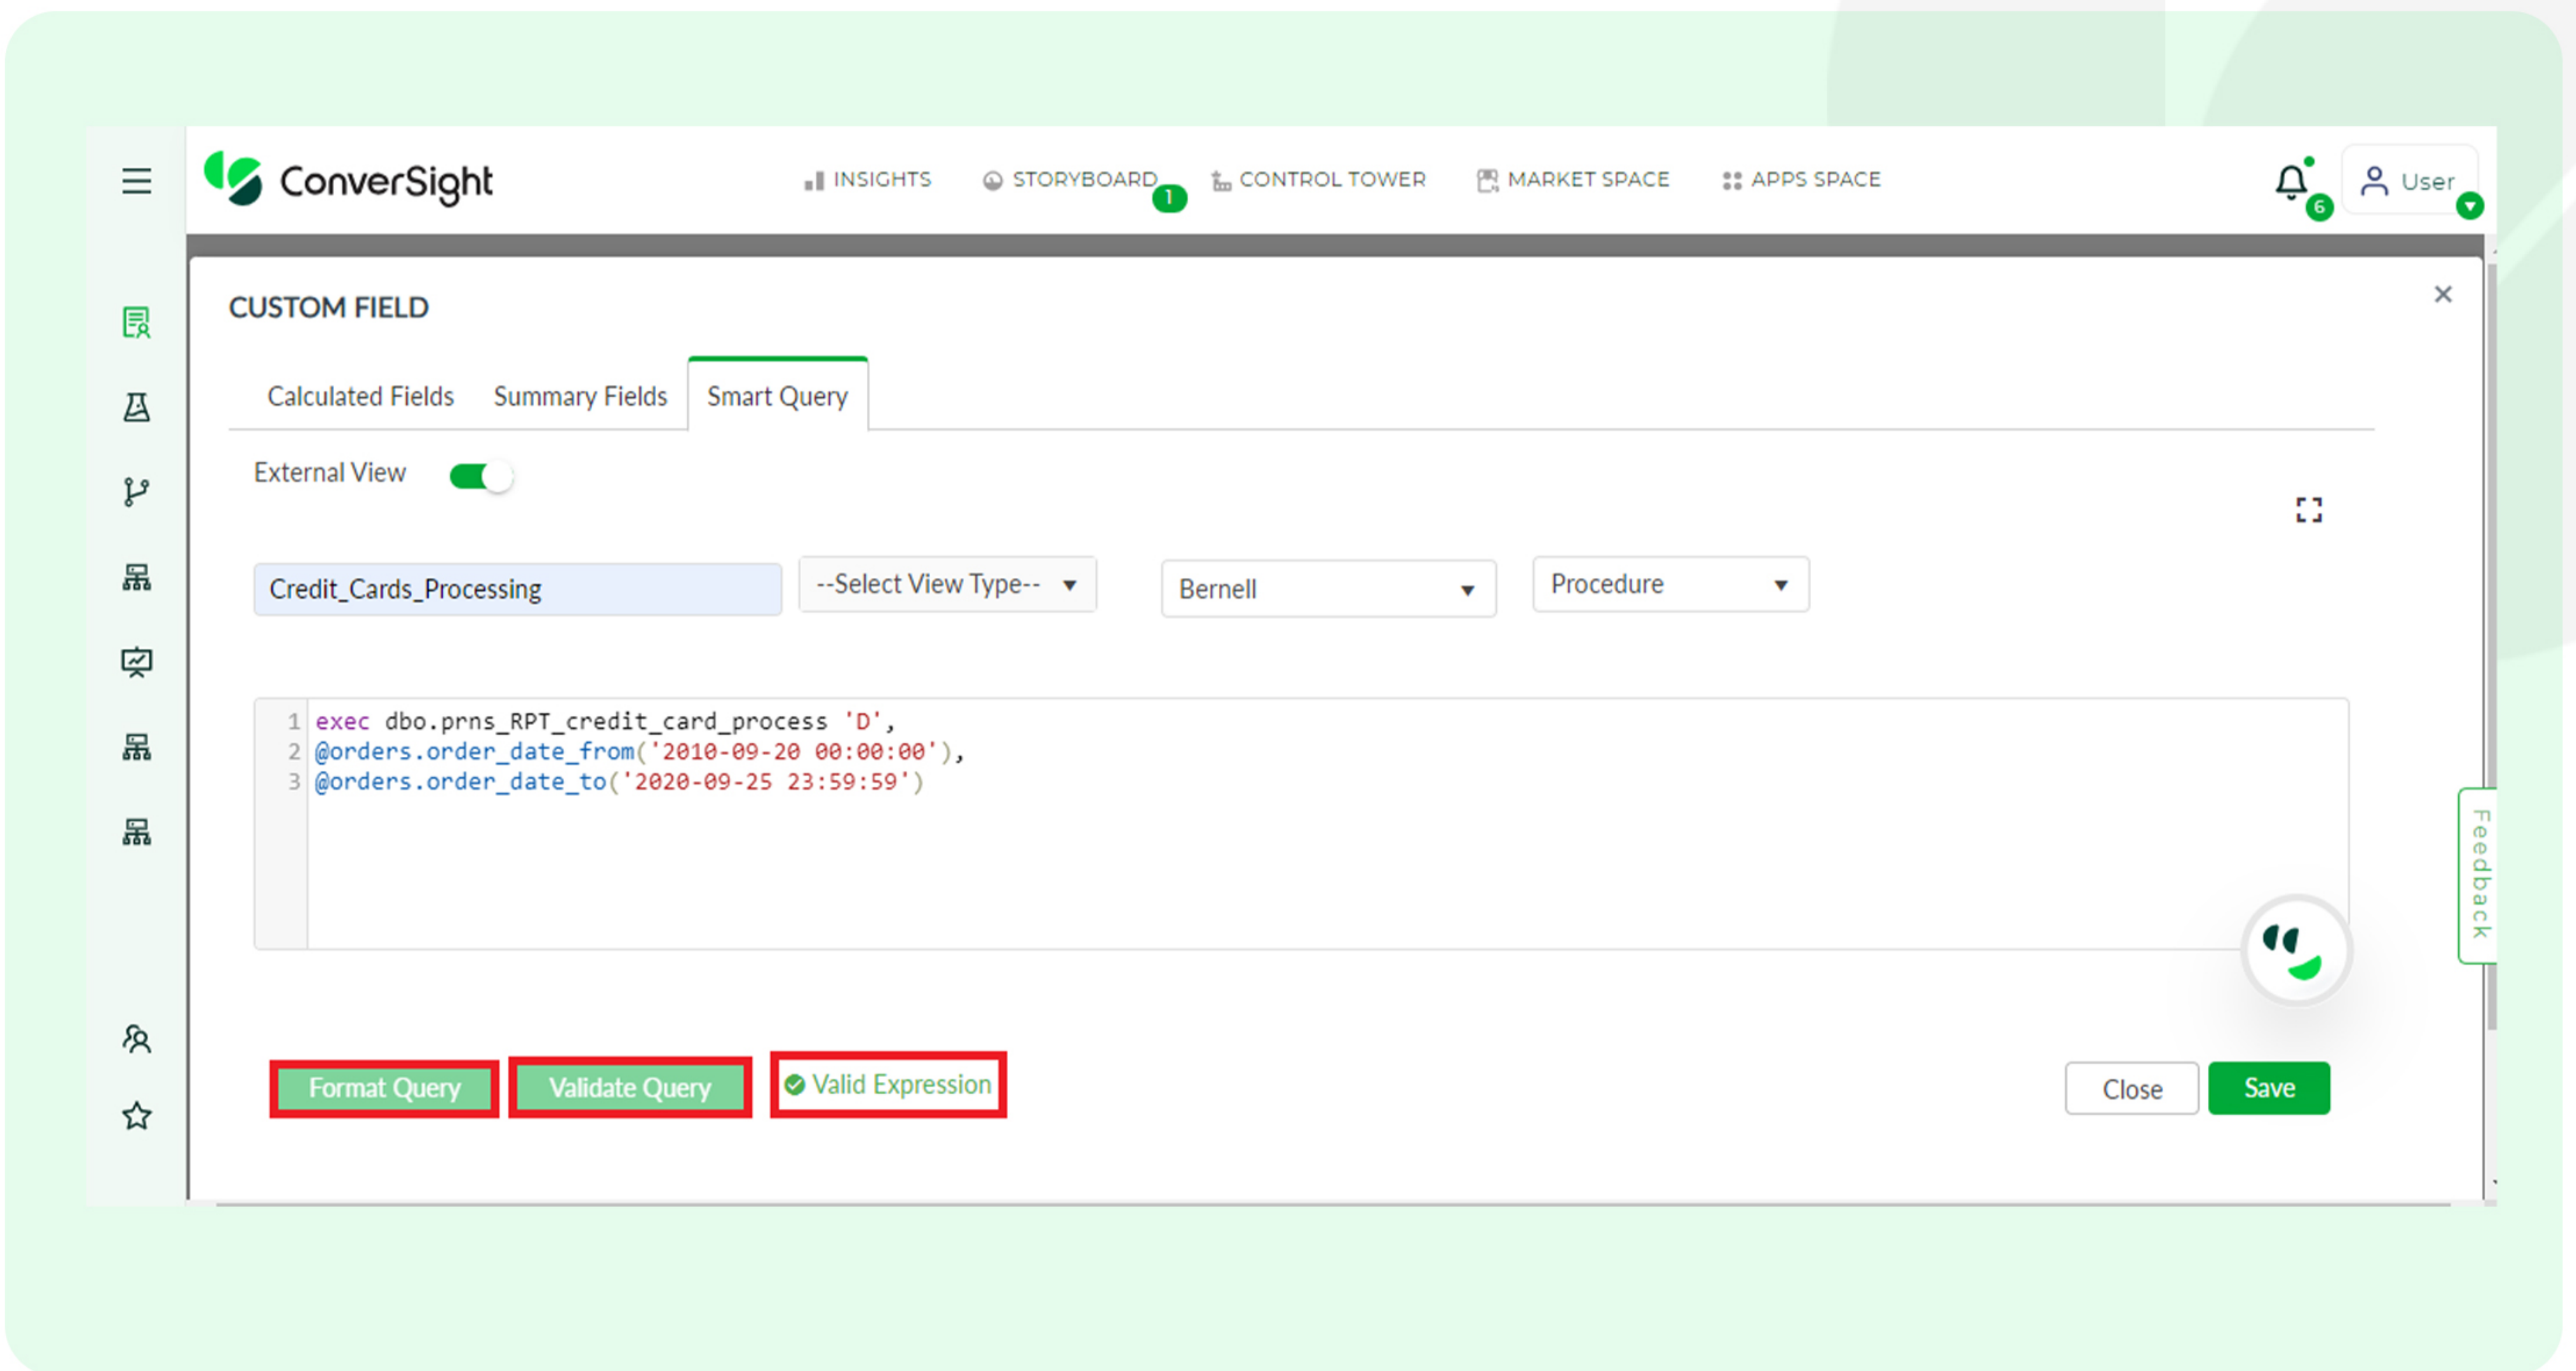 ConverSight
INSIGHTS
STORYBOARD
1
CONTROL TOWER
MARKET SPACE
APPS SPACE
6
User
CUSTOM FIELD
×
Calculated Fields
Summary Fields
Smart Query
External View
Credit_Cards_Processing
--Select View Type--
Bernell
Procedure
1 exec dbo.prns_RPT_credit_card_process 'D',
2 @orders.order_date_from('2010-09-20 00:00:00'),
3 @orders.order_date_to('2020-09-25 23:59:59')
Feedback
Format Query
Validate Query
Valid Expression
Close
Save